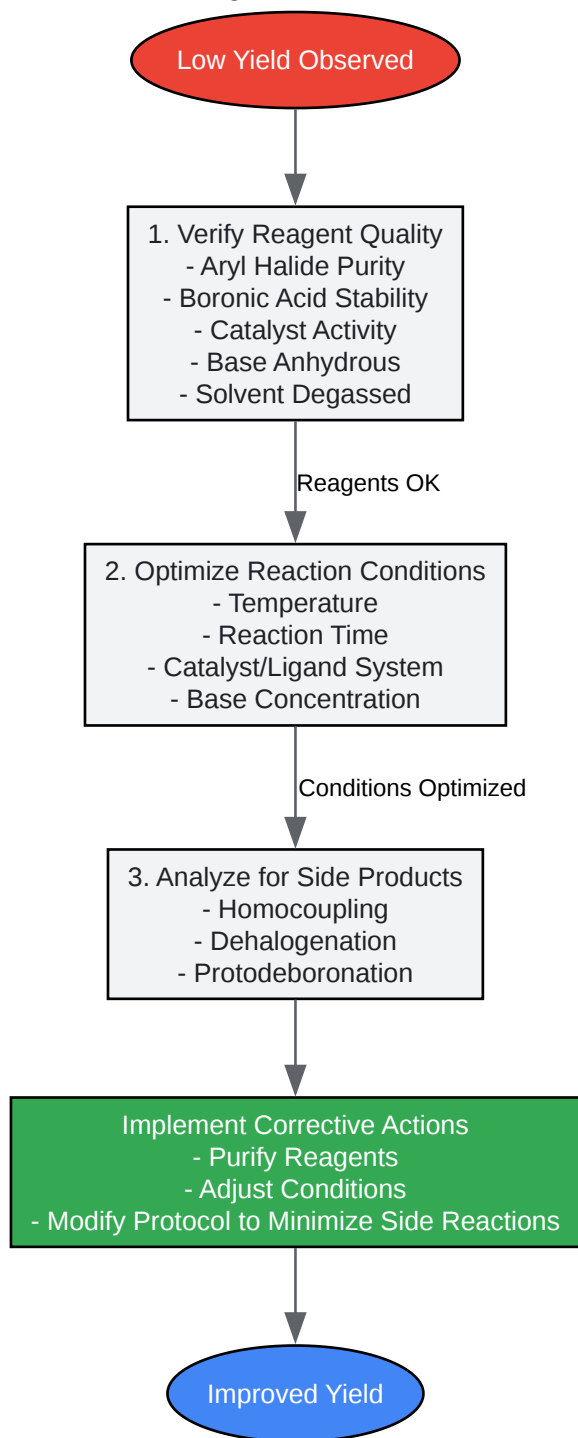 Low Yield Observed
1. Verify Reagent Quality
- Aryl Halide Purity
- Boronic Acid Stability
- Catalyst Activity
- Base Anhydrous
- Solvent Degassed
Reagents OK
2. Optimize Reaction Conditions
- Temperature
- Reaction Time
- Catalyst/Ligand System
- Base Concentration
Conditions Optimized
3. Analyze for Side Products
- Homocoupling
- Dehalogenation
- Protodeboronation
Implement Corrective Actions
- Purify Reagents
- Adjust Conditions
- Modify Protocol to Minimize Side Reactions
Improved Yield